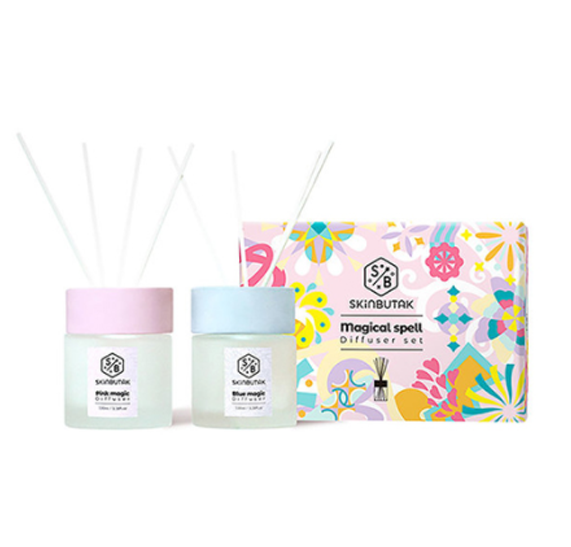 S B
SKiNBUTAK
Pink magic
Diffuser
S B
SKiNBUTAK
Blue magic
Diffuser
S B
SKiNBUTAK
Magical spell
Diffuser set